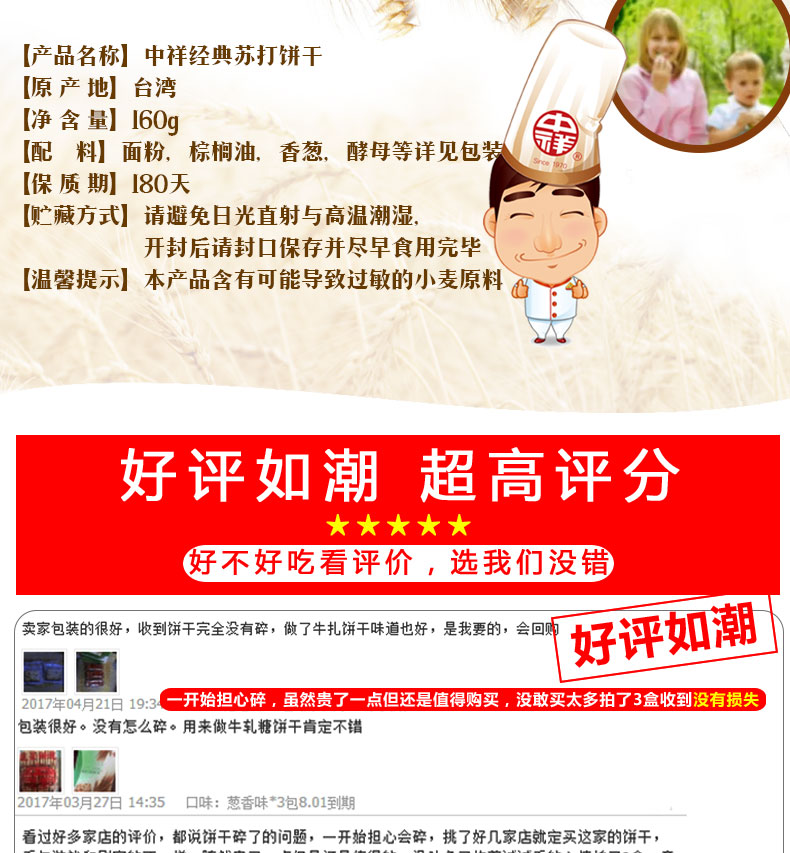 【产品名称】中祥经典苏打饼干
【原 产 地】台湾
【净 含 量】160g
【配　料】面粉，棕榈油，香葱，酵母等详见包装
【保 质 期】180天
【贮藏方式】请避免日光直射与高温潮湿，
开封后请封口保存并尽早食用完毕
【温馨提示】本产品含有可能导致过敏的小麦原料
中祥
Since 1970 ®
好评如潮 超高评分
★★★★★
好不好吃看评价，选我们没错
卖家包装的很好，收到饼干完全没有碎，做了牛扎饼干味道也好，是我要的，会回购
好评如潮
2017年04月21日 19:34
一开始担心碎，虽然贵了一点但还是值得购买，没敢买太多拍了3盒收到没有损失
包装很好。没有怎么碎。用来做牛轧糖饼干肯定不错
2017年03月27日 14:35 口味：葱香味*3包8.01到期
看过好多家店的评价，都说饼干碎了的问题，一开始担心会碎，挑了好几家店就定买这家的饼干，